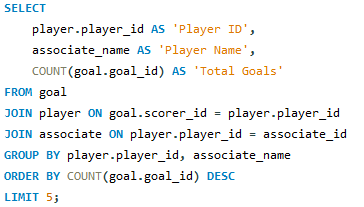 SELECT
player.player_id AS 'Player ID',
associate_name AS 'Player Name',
COUNT(goal.goal_id) AS 'Total Goals'
FROM goal
JOIN player ON goal.scorer_id = player.player_id
JOIN associate ON player.player_id = associate_id
GROUP BY player.player_id, associate_name
ORDER BY COUNT(goal.goal_id) DESC
LIMIT 5;